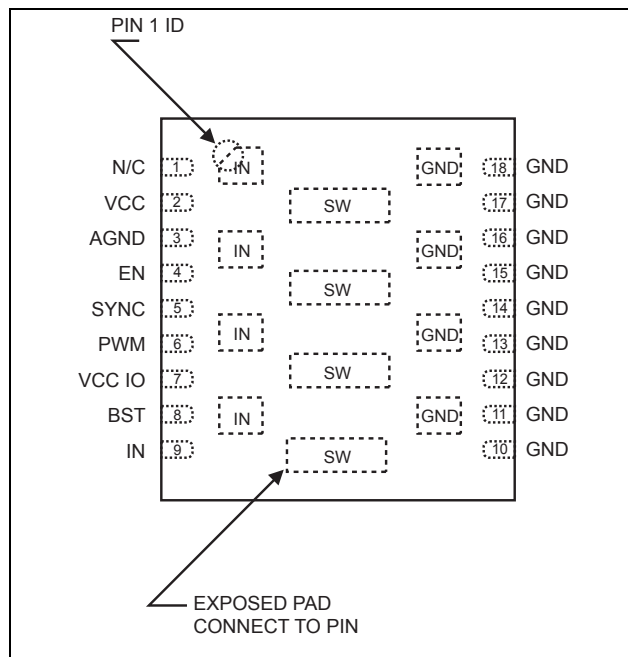 PIN 1 ID
N/C 1 IN GND 18 GND
VCC 2 SW 17 GND
AGND 3 IN GND 16 GND
EN 4 SW 15 GND
SYNC 5 14 GND
PWM 6 IN GND 13 GND
VCC IO 7 SW 12 GND
BST 8 IN GND 11 GND
IN 9 SW 10 GND
EXPOSED PAD
CONNECT TO PIN